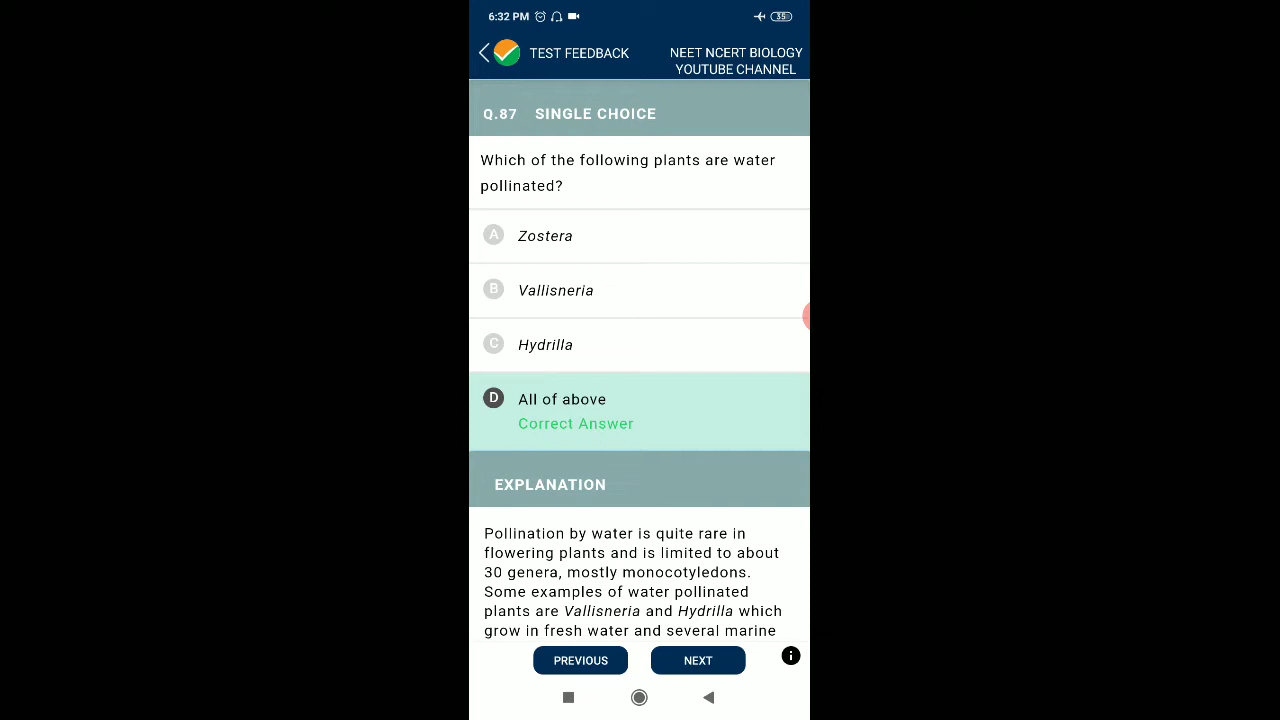 6:32 PM
35
TEST FEEDBACK
NEET NCERT BIOLOGY
YOUTUBE CHANNEL
Q.87 SINGLE CHOICE
Which of the following plants are water
pollinated?
A Zostera
B Vallisneria
C Hydrilla
D All of above
Correct Answer
EXPLANATION
Pollination by water is quite rare in
flowering plants and is limited to about
30 genera, mostly monocotyledons.
Some examples of water pollinated
plants are Vallisneria and Hydrilla which
grow in fresh water and several marine
PREVIOUS
NEXT
i